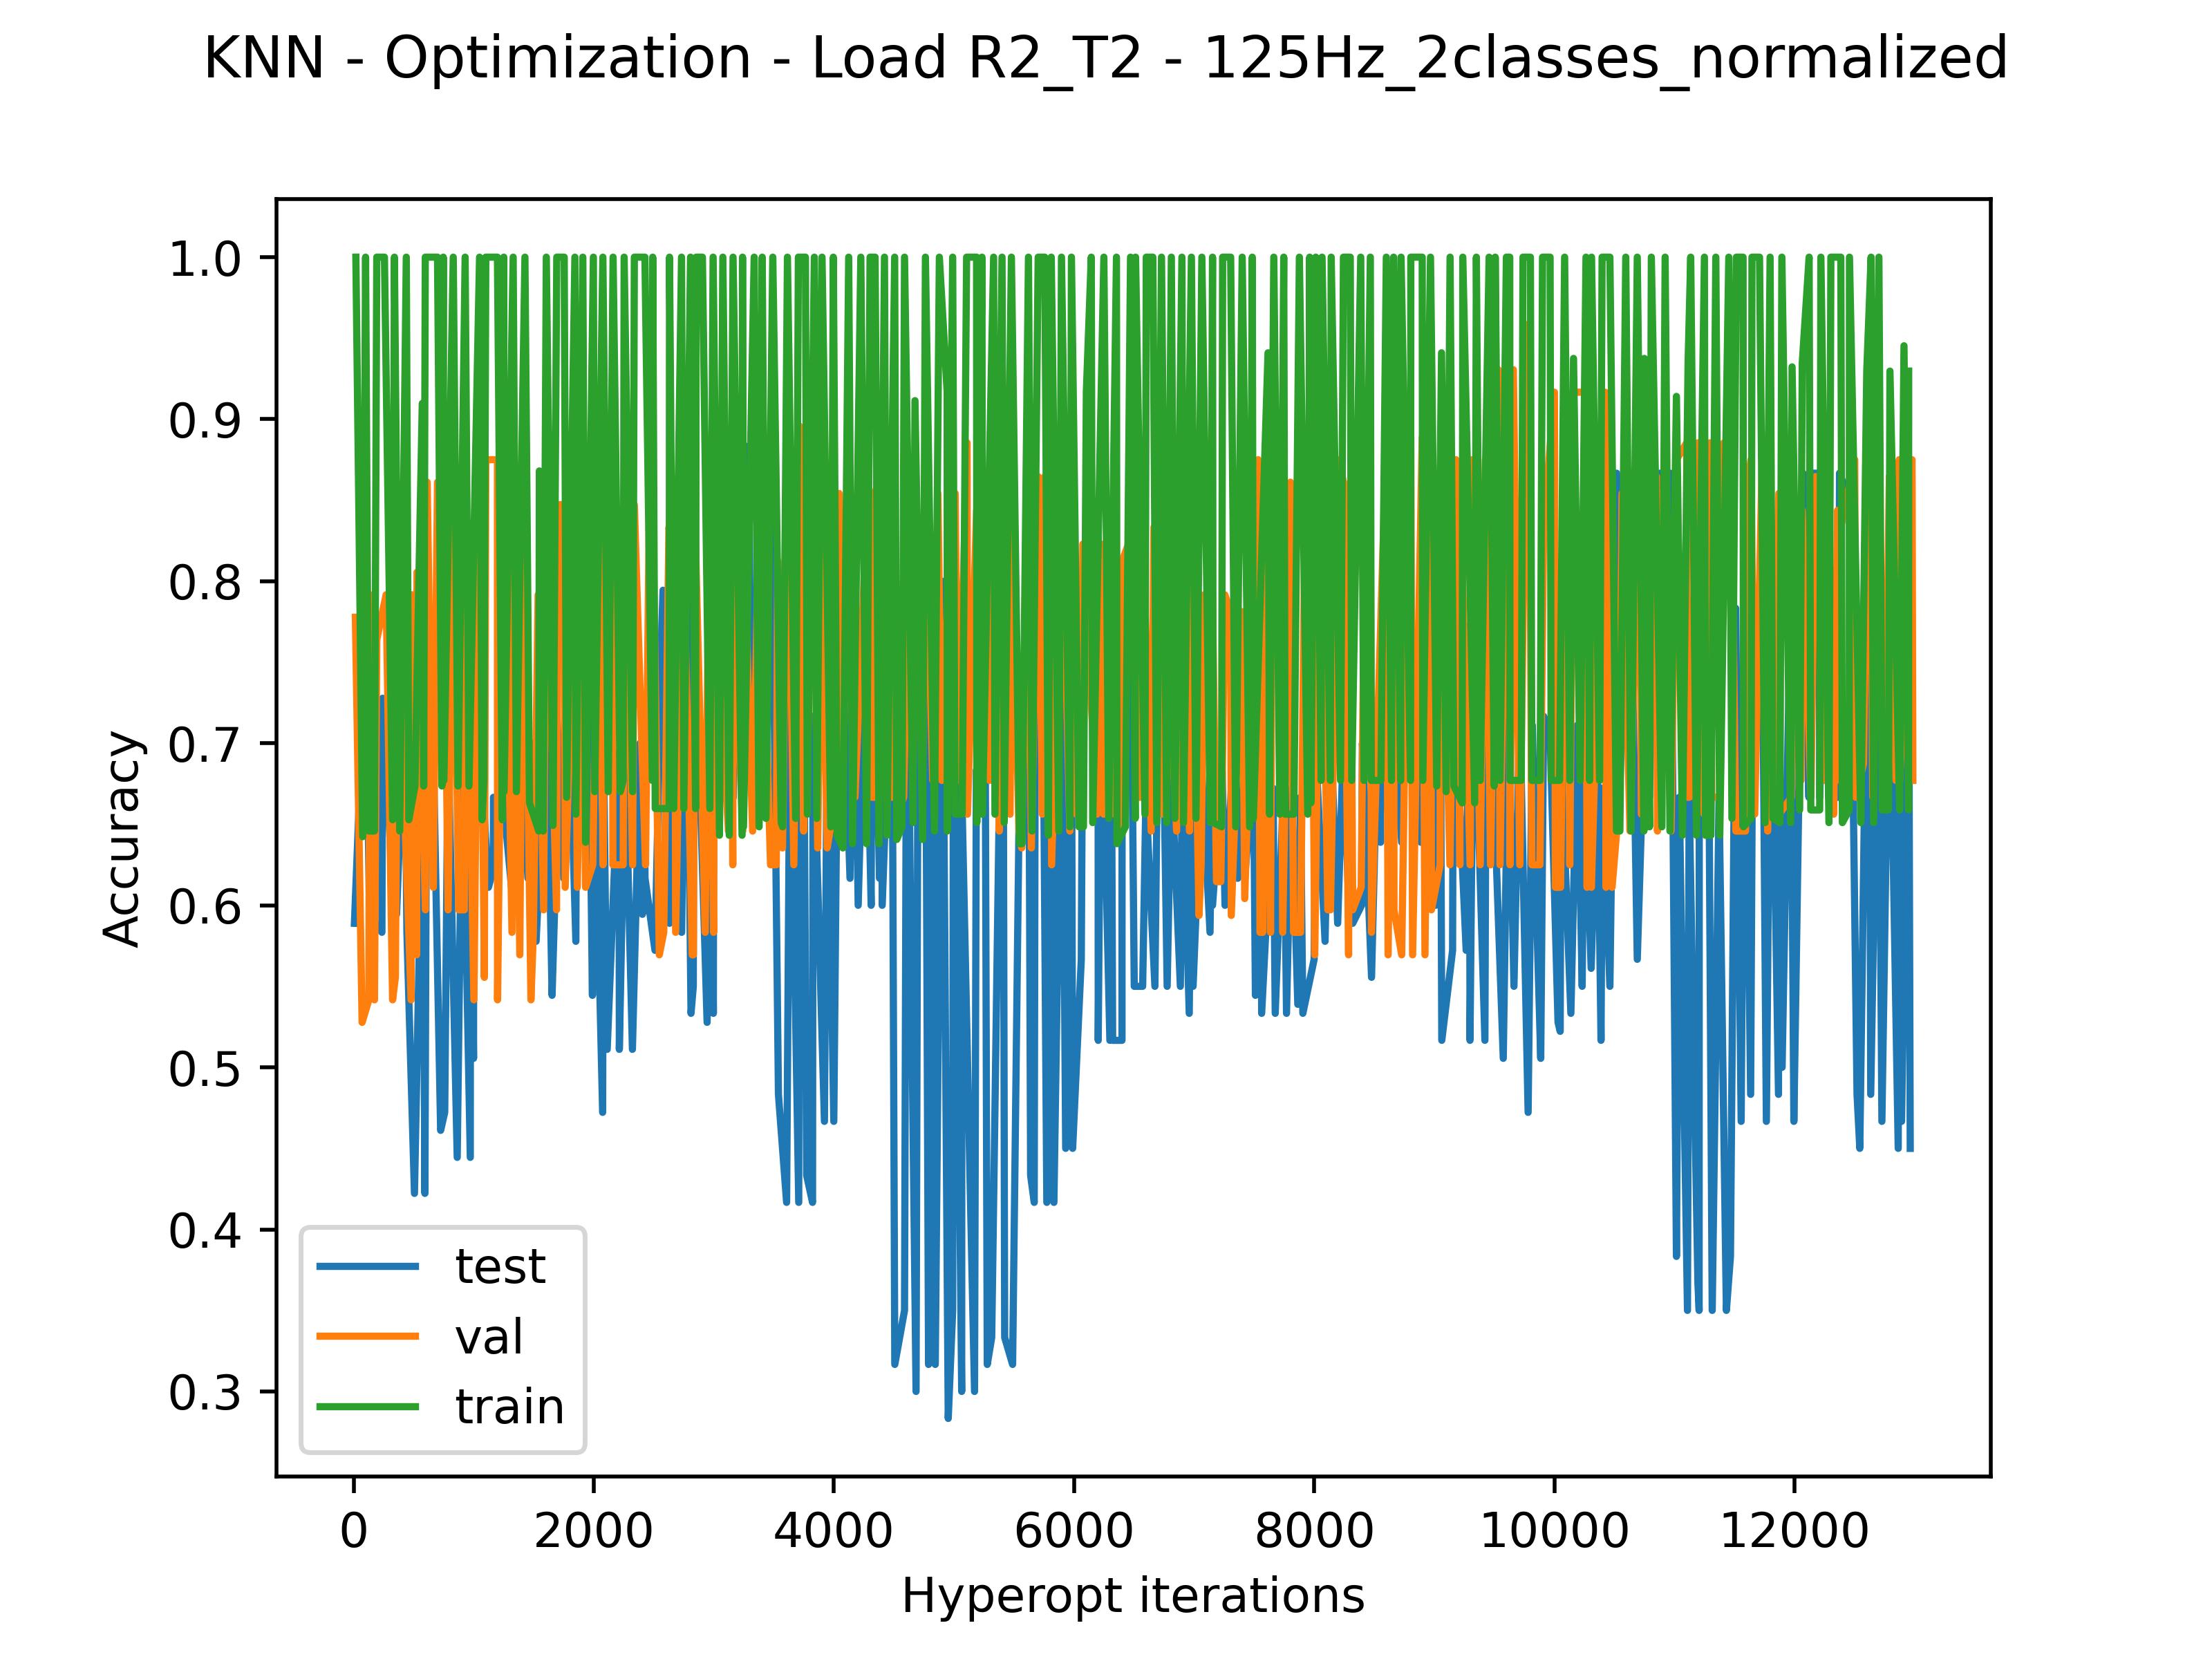 KNN - Optimization - Load R2_T2 - 125Hz_2classes_normalized
1.0
0.9
0.8
0.7
0.6
0.5
0.4
0.3
Accuracy
test
val
train
0 2000 4000 6000 8000 10000 12000
Hyperopt iterations